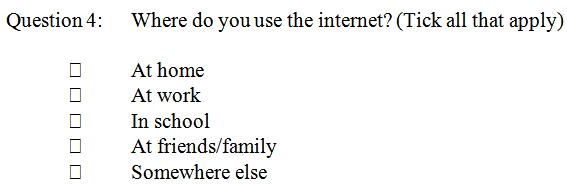 Question 4: Where do you use the internet? (Tick all that apply)
☐ At home
☐ At work
☐ In school
☐ At friends/family
☐ Somewhere else